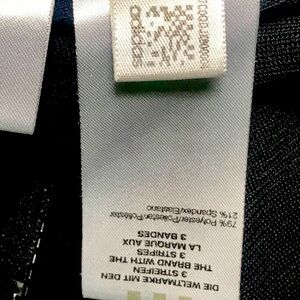 DIE WELTMARKE MIT DEN
3 STREIFEN
THE BRAND WITH THE
3 STRIPES
LA MARQUE AUX
3 BANDES
79% Polyester/Polyester/Poliéster
21% Spandex/Elastano
adidas